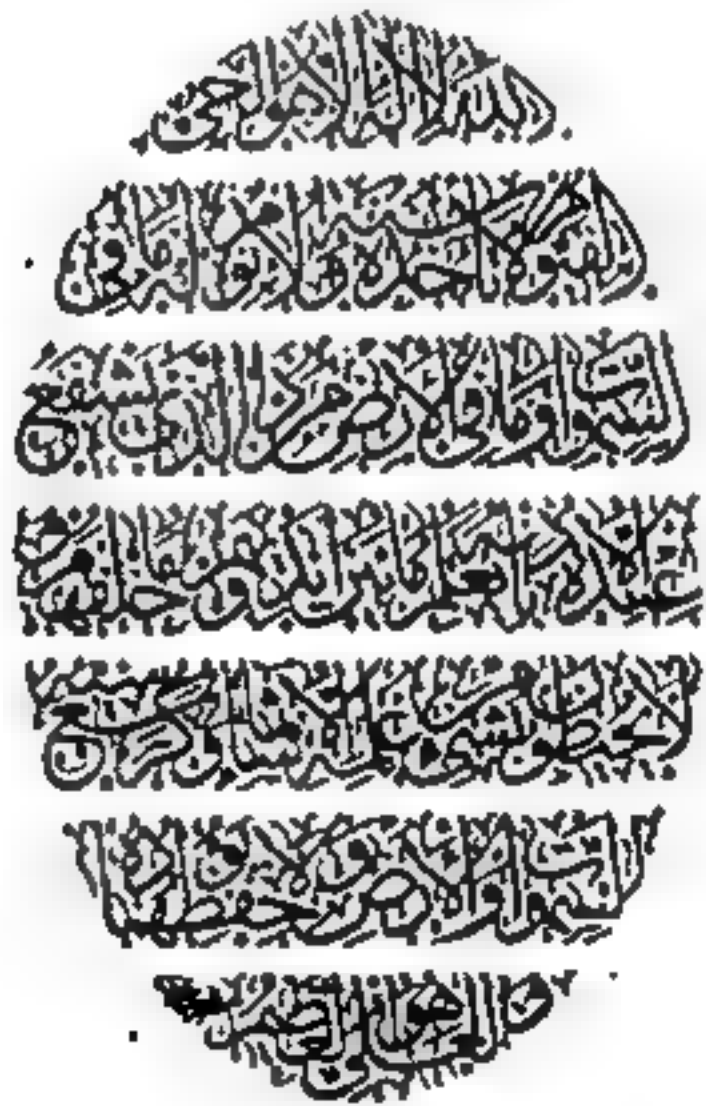 الله لا إله إلا هو الحي
القيوم لا تأخذه سنة ولا نوم له ما في
السموات وما في الأرض من ذا الذي يشفع
عنده إلا بإذنه يعلم ما بين أيديهم وما خلفهم
ولا يحيطون بشيء من علمه إلا بما شاء وسع كرسيه
السموات والأرض ولا يؤده حفظهما
وهو العلي العظيم